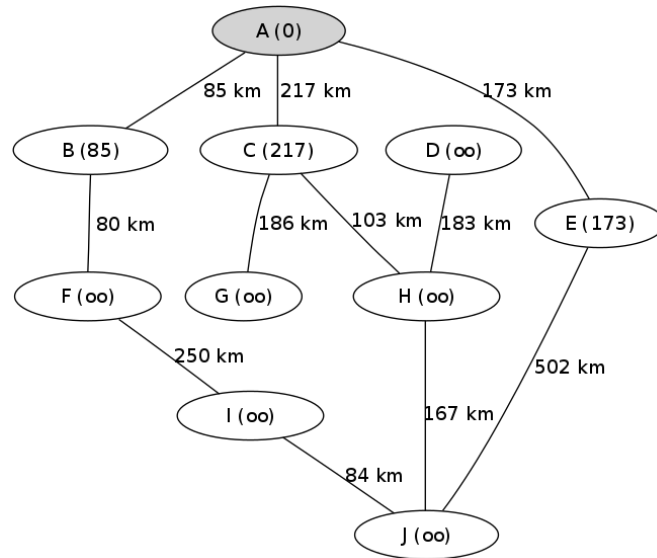 A (0)
85 km
217 km
173 km
B (85)
C (217)
D (oo)
80 km
186 km
103 km
183 km
E (173)
F (oo)
G (oo)
H (oo)
250 km
502 km
I (oo)
167 km
84 km
J (oo)